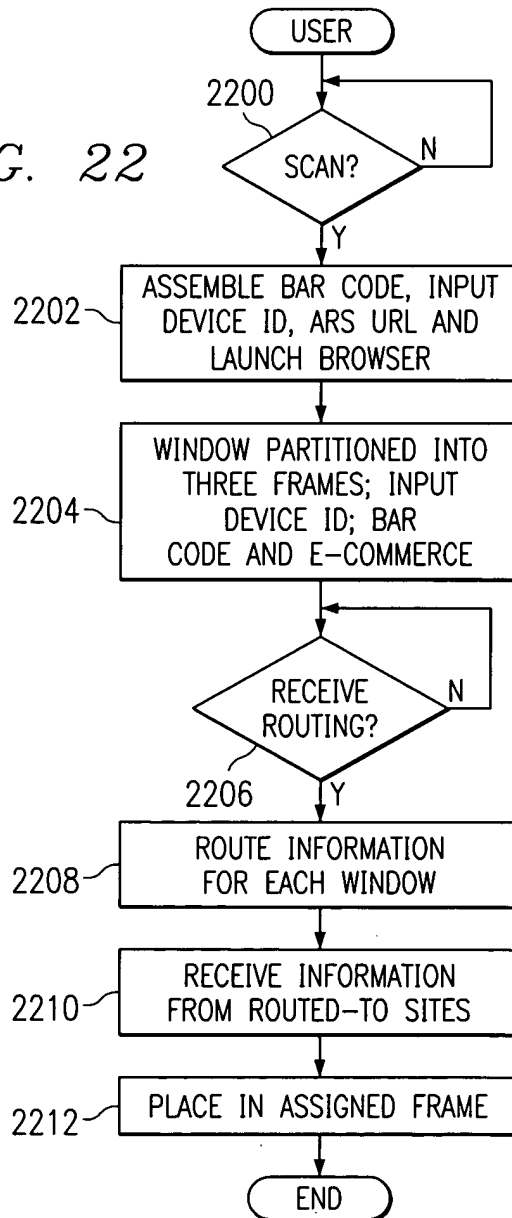 USER
2200
G. 22
SCAN?
N
Y
2202
ASSEMBLE BAR CODE, INPUT
DEVICE ID, ARS URL AND
LAUNCH BROWSER
2204
WINDOW PARTITIONED INTO
THREE FRAMES; INPUT
DEVICE ID; BAR
CODE AND E-COMMERCE
RECEIVE
ROUTING?
N
2206
Y
2208
ROUTE INFORMATION
FOR EACH WINDOW
2210
RECEIVE INFORMATION
FROM ROUTED-TO SITES
2212
PLACE IN ASSIGNED FRAME
END